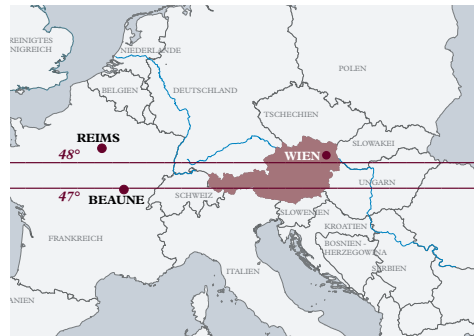 REINIGTES
NIGREICH
NIEDERLANDE
POLEN
BELGIEN
DEUTSCHLAND
TSCHECHIEN
REIMS
SLOWAKEI
48°
WIEN
UNGARN
47°
BEAUNE
SCHWEIZ
SLOWENIEN
KROATIEN
FRANKREICH
BOSNIEN -
HERZEGOWINA
SERBIEN
ITALIEN
ANIEN